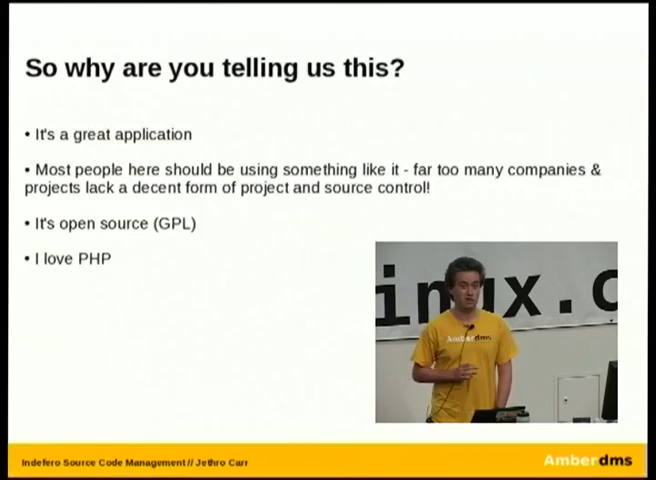 So why are you telling us this?
• It's a great application
• Most people here should be using something like it - far too many companies &
projects lack a decent form of project and source control!
• It's open source (GPL)
• I love PHP
inux.c
Amberdms
Indefero Source Code Management // Jethro Carr
Amberdms